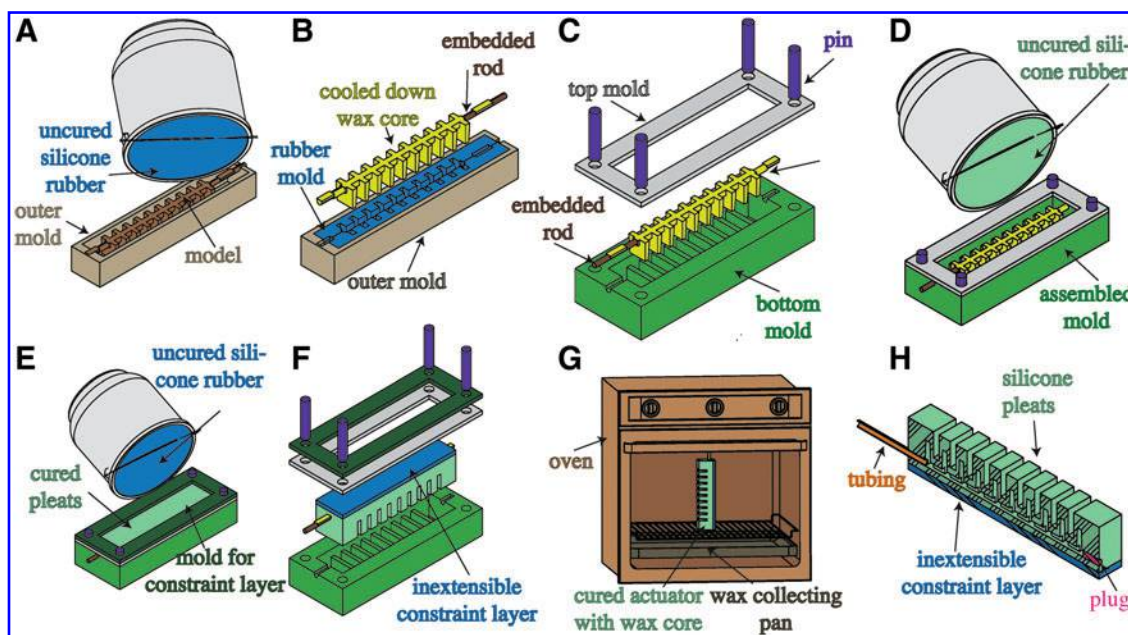 A
uncured
silicone
rubber
outer
mold
model
B
embedded
rod
cooled down
wax core
rubber
mold
outer mold
C
pin
top mold
embedded
rod
bottom
mold
D
uncured sili-
cone rubber
assembled
mold
E
uncured sili-
cone rubber
cured
pleats
mold for
constraint layer
F
inextensible
constraint layer
G
oven
cured actuator
with wax core
wax collecting
pan
H
silicone
pleats
tubing
inextensible
constraint layer
plug